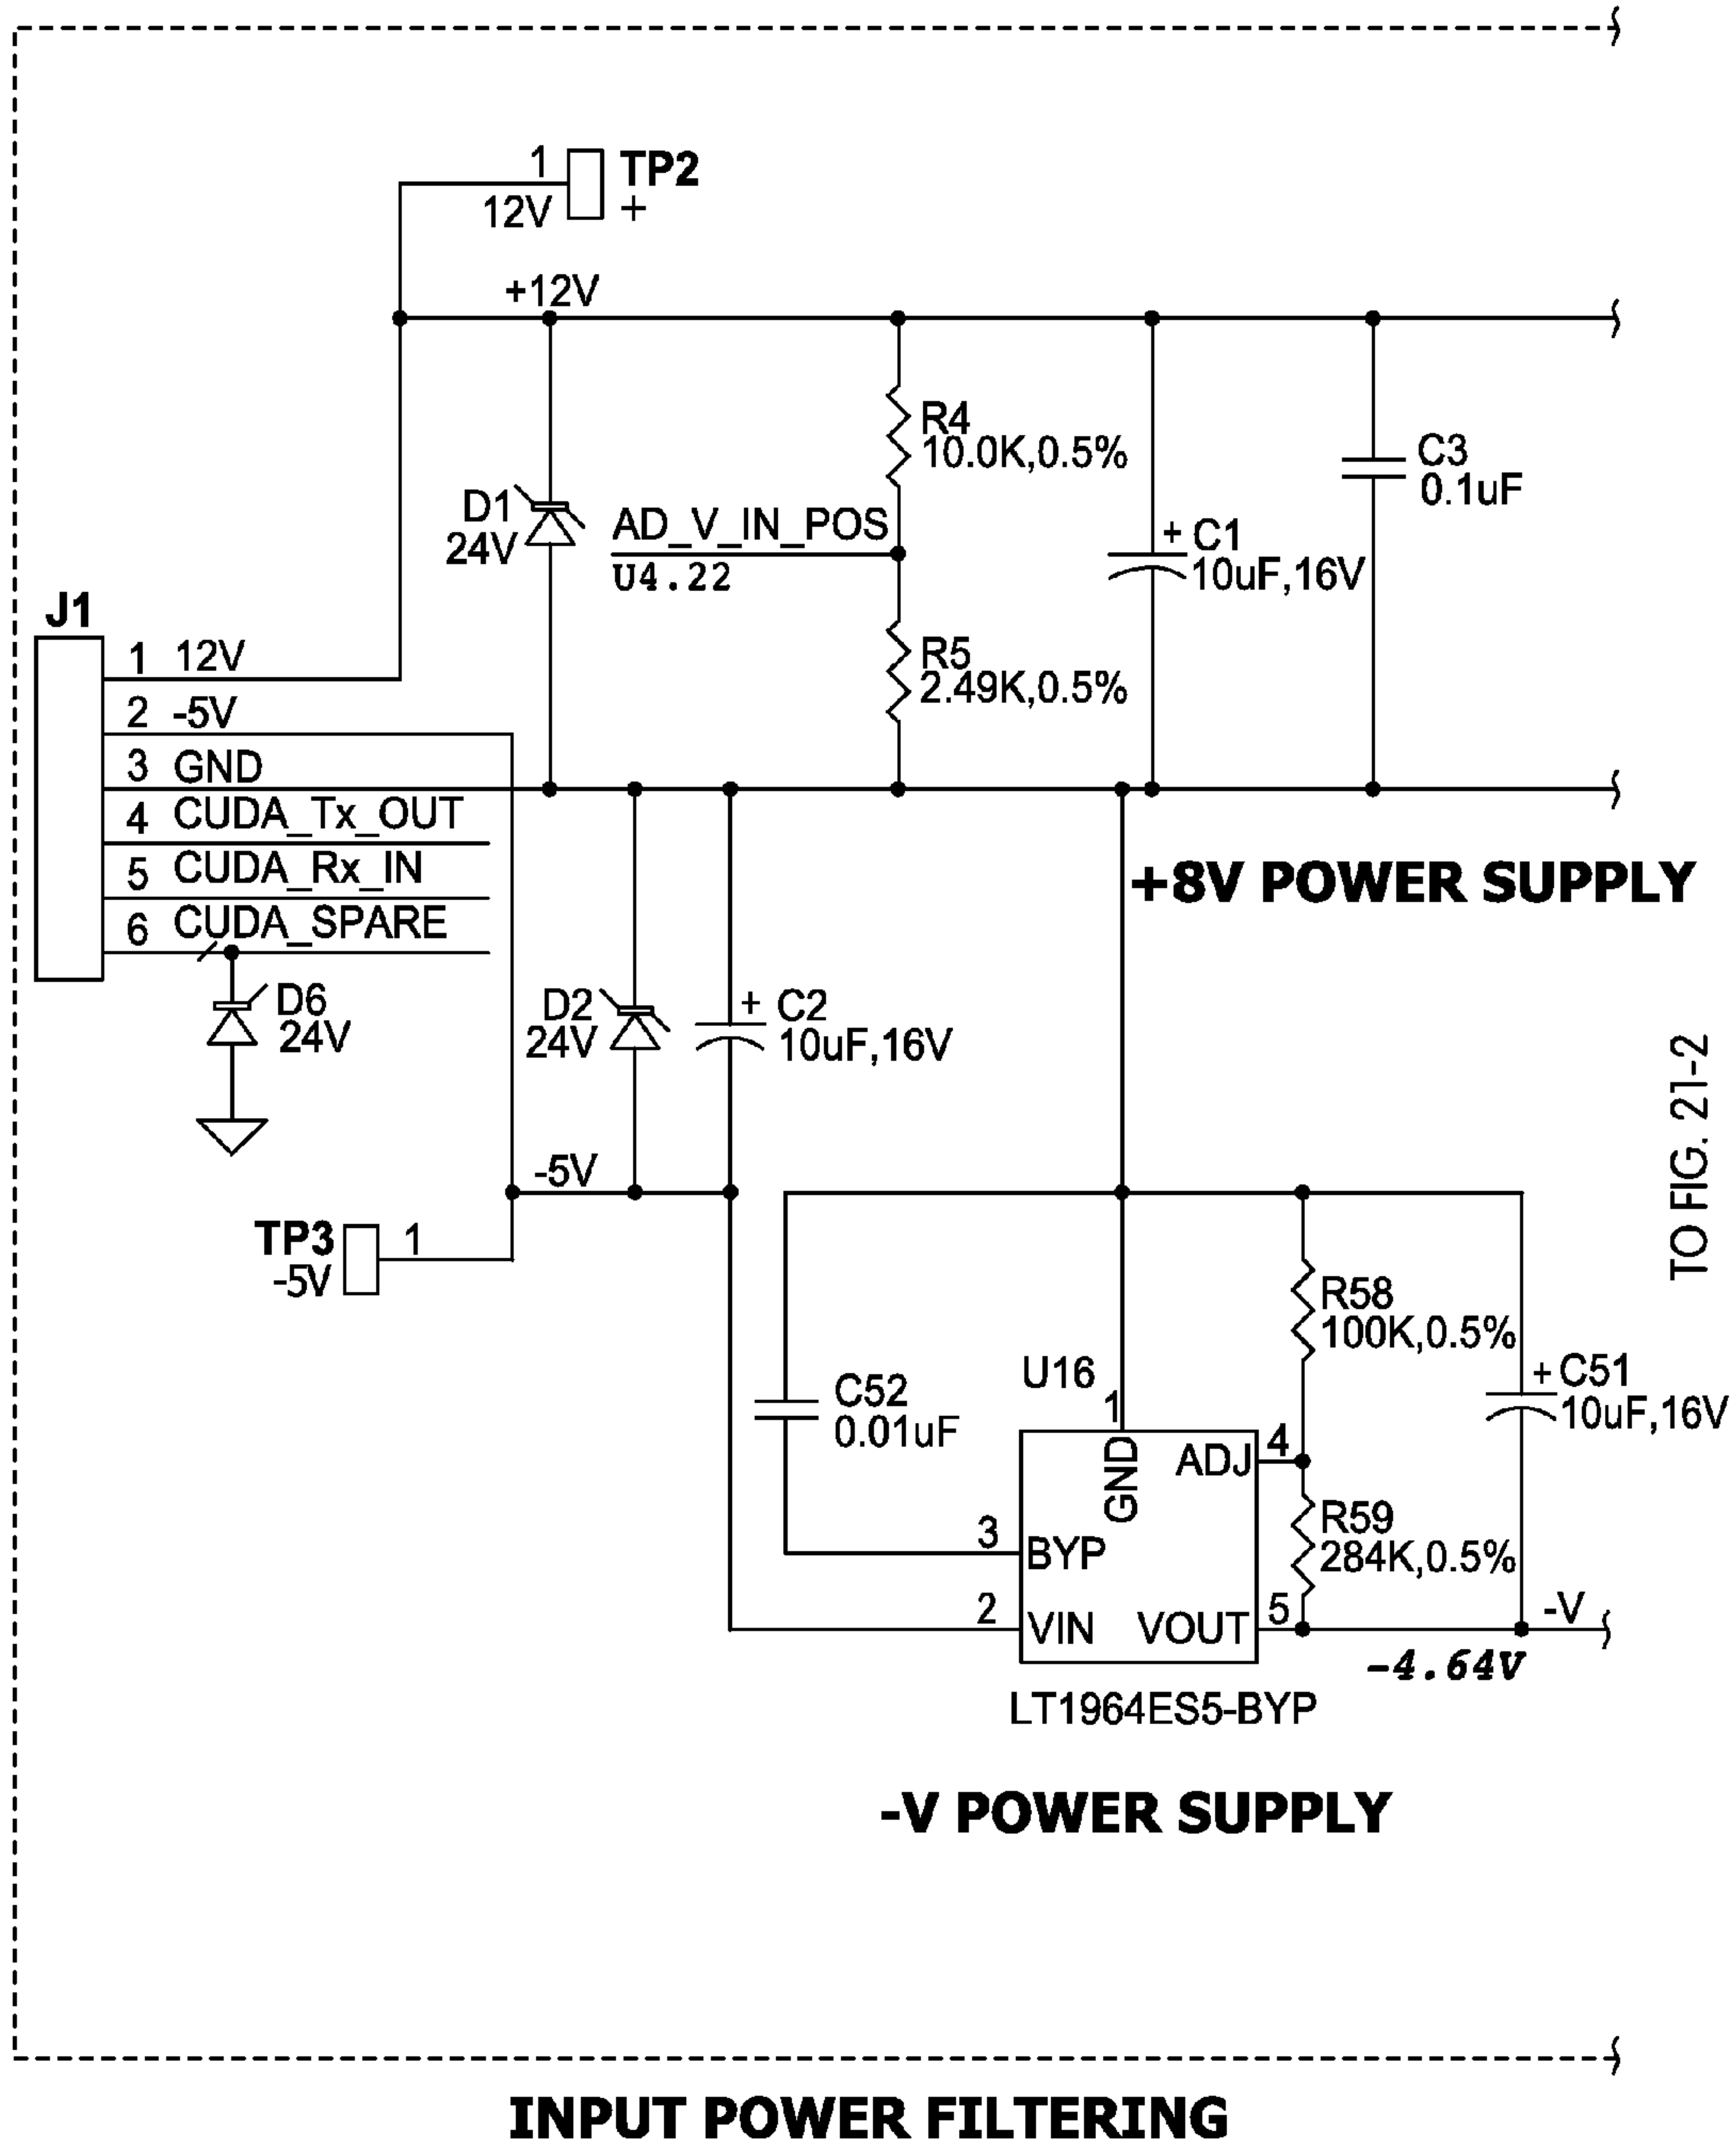 1 TP2
12V +
+12V
R4
10.0K,0.5%
C3
0.1uF
D1
24V
AD_V_IN_POS
U4.22
+ C1
10uF,16V
J1
1 12V
2 -5V
3 GND
4 CUDA_Tx_OUT
5 CUDA_Rx_IN
6 CUDA_SPARE
R5
2.49K,0.5%
+8V POWER SUPPLY
D6
24V
D2
24V
+ C2
10uF,16V
-5V
TP3 1
-5V
TO FIG. 21-2
R58
100K,0.5%
U16
1
C52
0.01uF
+ C51
10uF,16V
GND
ADJ 4
R59
284K,0.5%
3 BYP
2 VIN
VOUT 5
-V
-4.64V
LT1964ES5-BYP
-V POWER SUPPLY
INPUT POWER FILTERING